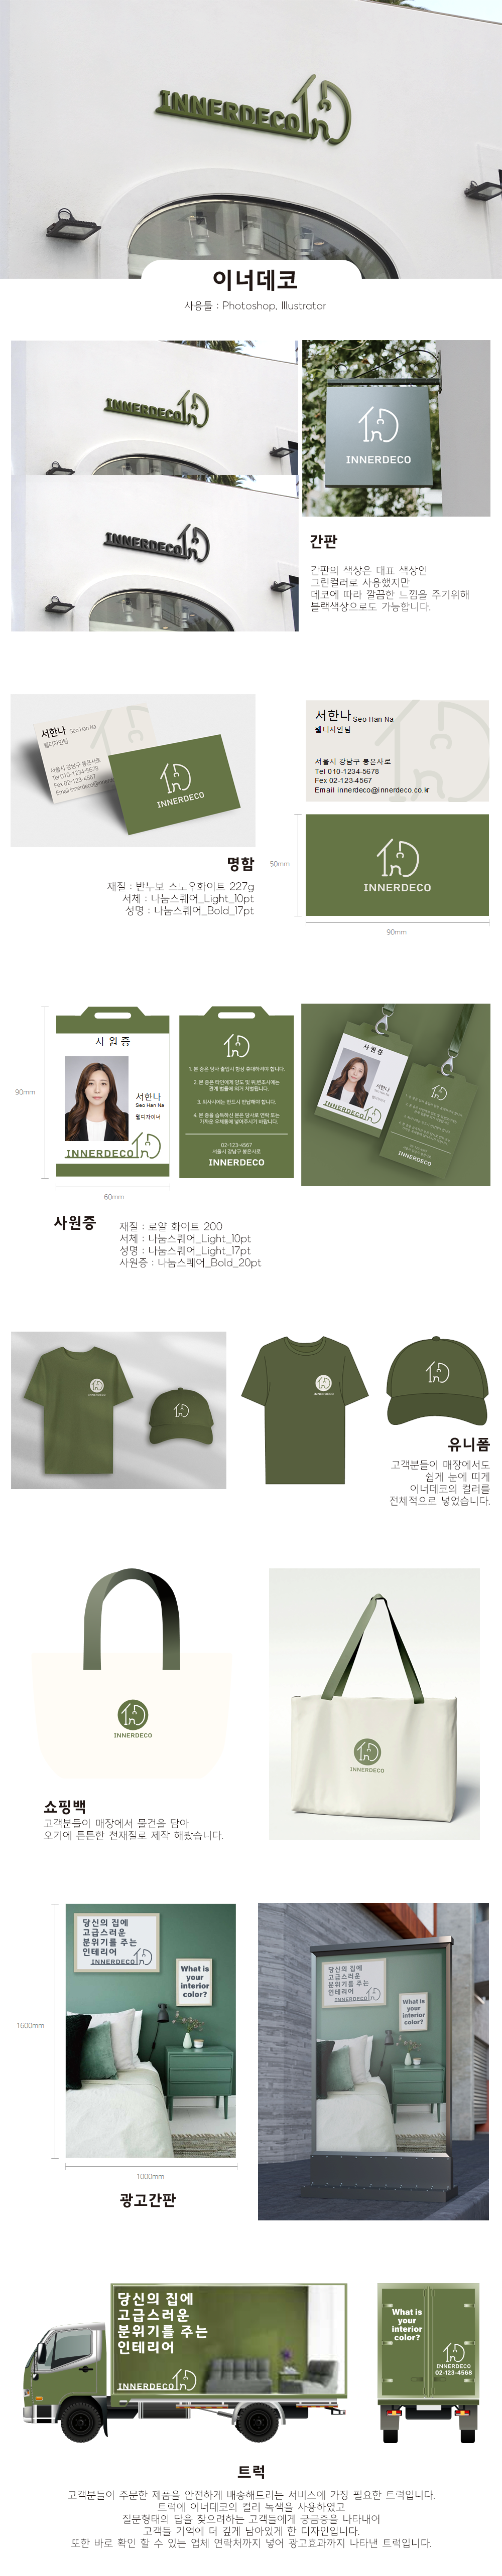 INNERDECO
이너데코
사용툴 : Photoshop, Illustrator
INNERDECO
INNERDECO
INNERDECO
간판
간판의 색상은 대표 색상인
그린컬러로 사용했지만
데코에 따라 깔끔한 느낌을 주기위해
블랙색상으로도 가능합니다.
서한나 Seo Han Na
웹디자인팀
서울시 강남구 봉은사로
Tel 010-1234-5678
Fex 02-123-4567
Email innerdeco@innerdeco.co.kr
INNERDECO
서한나 Seo Han Na
웹디자인팀
서울시 강남구 봉은사로
Tel 010-1234-5678
Fex 02-123-4567
Email innerdeco@innerdeco.co.kr
명함
재질 : 반누보 스노우화이트 227g
서체 : 나눔스퀘어_Light_10pt
성명 : 나눔스퀘어_Bold_17pt
50mm
INNERDECO
90mm
90mm
사원증
서한나
Seo Han Na
웹디자이너
INNERDECO
60mm
1. 본 증은 당사 출입시 항상 휴대하셔야 합니다.
2. 본 증은 타인에게 양도 및 위,변조시에는
관계 법률에 의거 처벌됩니다.
3. 퇴사시에는 반드시 반납해야 합니다.
4. 본 증을 습득하신 분은 당사로 연락 또는
가까운 우체통에 넣어주시기 바랍니다.
02-123-4567
서울시 강남구 봉은사로
INNERDECO
사원증
서한나
Seo Han Na
웹디자이너
INNERDECO
INNERDECO
사원증
재질 : 로얄 화이트 200
서체 : 나눔스퀘어_Light_10pt
성명 : 나눔스퀘어_Light_17pt
사원증 : 나눔스퀘어_Bold_20pt
INNERDECO
INNERDECO
유니폼
고객분들이 매장에서도
쉽게 눈에 띠게
이너데코의 컬러를
전체적으로 넣었습니다.
INNERDECO
INNERDECO
쇼핑백
고객분들이 매장에서 물건을 담아
오기에 튼튼한 천재질로 제작 해봤습니다.
당신의 집에
고급스러운
분위기를 주는
인테리어
INNERDECO
What is
your
interior
color?
1600mm
1000mm
당신의 집에
고급스러운
분위기를 주는
인테리어
INNERDECO
What is
your
interior
color?
광고간판
당신의 집에
고급스러운
분위기를 주는
인테리어
INNERDECO
What is
your
interior
color?
INNERDECO
02-123-4568
트럭
고객분들이 주문한 제품을 안전하게 배송해드리는 서비스에 가장 필요한 트럭입니다.
트럭에 이너데코의 컬러 녹색을 사용하였고
질문형태의 답을 찾으려하는 고객들에게 궁금증을 나타내어
고객들 기억에 더 깊게 남아있게 한 디자인입니다.
또한 바로 확인 할 수 있는 업체 연락처까지 넣어 광고효과까지 나타낸 트럭입니다.